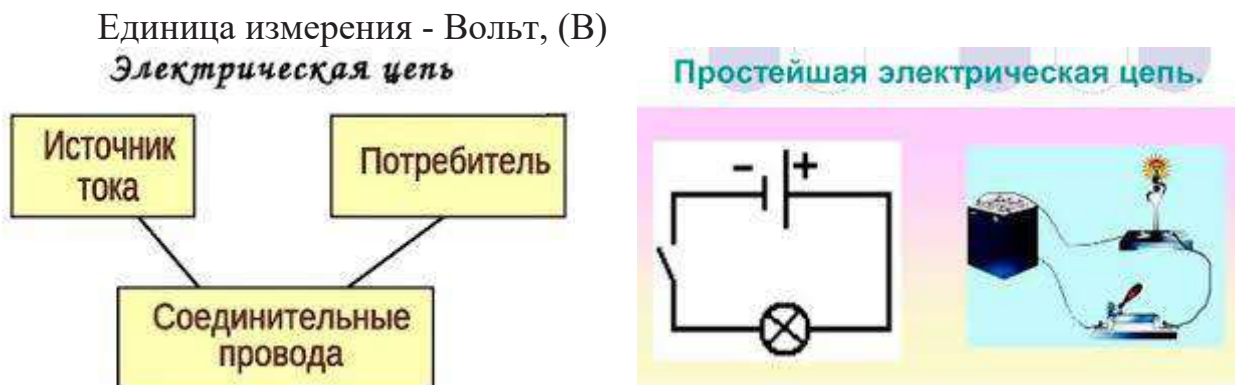 Единица измерения - Вольт, (В)
Электрическая цепь
Источник
тока
Потребитель
Соединительные
провода
Простейшая электрическая цепь.
- +